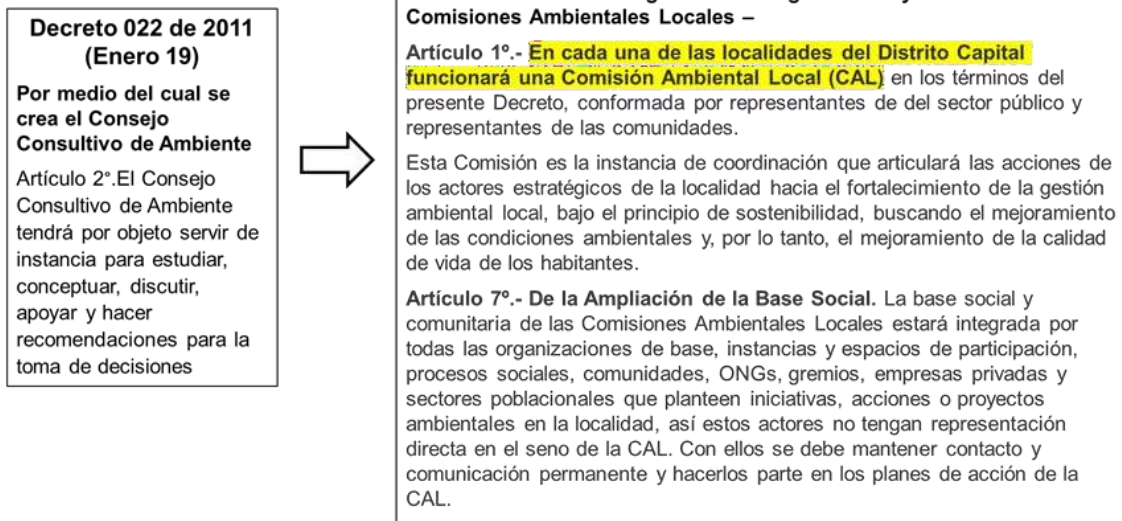 Decreto 022 de 2011
(Enero 19)
Por medio del cual se
crea el Consejo
Consultivo de Ambiente
Artículo 2°.El Consejo
Consultivo de Ambiente
tendrá por objeto servir de
instancia para estudiar,
conceptuar, discutir,
apoyar y hacer
recomendaciones para la
toma de decisiones
Comisiones Ambientales Locales –
Artículo 1º.- En cada una de las localidades del Distrito Capital
funcionará una Comisión Ambiental Local (CAL) en los términos del
presente Decreto, conformada por representantes de del sector público y
representantes de las comunidades.
Esta Comisión es la instancia de coordinación que articulará las acciones de
los actores estratégicos de la localidad hacia el fortalecimiento de la gestión
ambiental local, bajo el principio de sostenibilidad, buscando el mejoramiento
de las condiciones ambientales y, por lo tanto, el mejoramiento de la calidad
de vida de los habitantes.
Artículo 7º.- De la Ampliación de la Base Social. La base social y
comunitaria de las Comisiones Ambientales Locales estará integrada por
todas las organizaciones de base, instancias y espacios de participación,
procesos sociales, comunidades, ONGs, gremios, empresas privadas y
sectores poblacionales que planteen iniciativas, acciones o proyectos
ambientales en la localidad, así estos actores no tengan representación
directa en el seno de la CAL. Con ellos se debe mantener contacto y
comunicación permanente y hacerlos parte en los planes de acción de la
CAL.